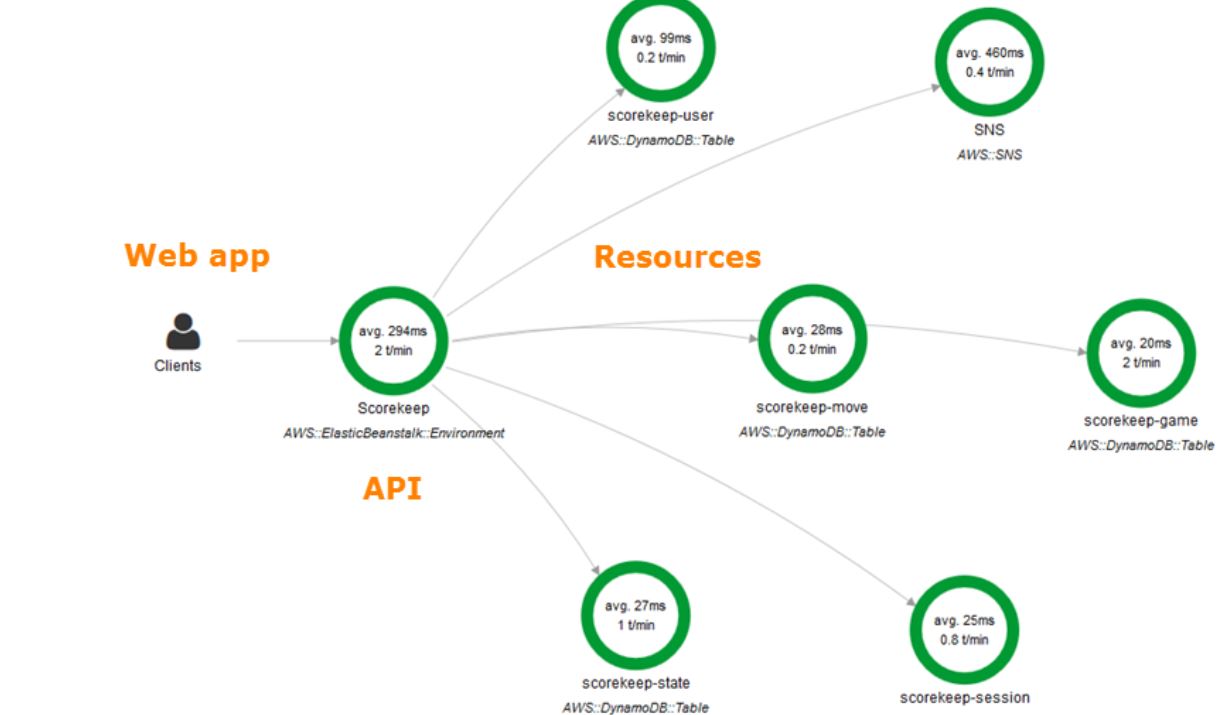 avg. 99ms
0.2 t/min
scorekeep-user
AWS::DynamoDB::Table
avg. 460ms
0.4 t/min
SNS
AWS::SNS
Web app
Resources
Clients
avg. 294ms
2 t/min
Scorekeep
AWS::ElasticBeanstalk::Environment
avg. 28ms
0.2 t/min
scorekeep-move
AWS::DynamoDB::Table
avg. 20ms
2 t/min
scorekeep-game
AWS::DynamoDB::Table
API
avg. 27ms
1 t/min
scorekeep-state
AWS::DynamoDB::Table
avg. 25ms
0.8 t/min
scorekeep-session